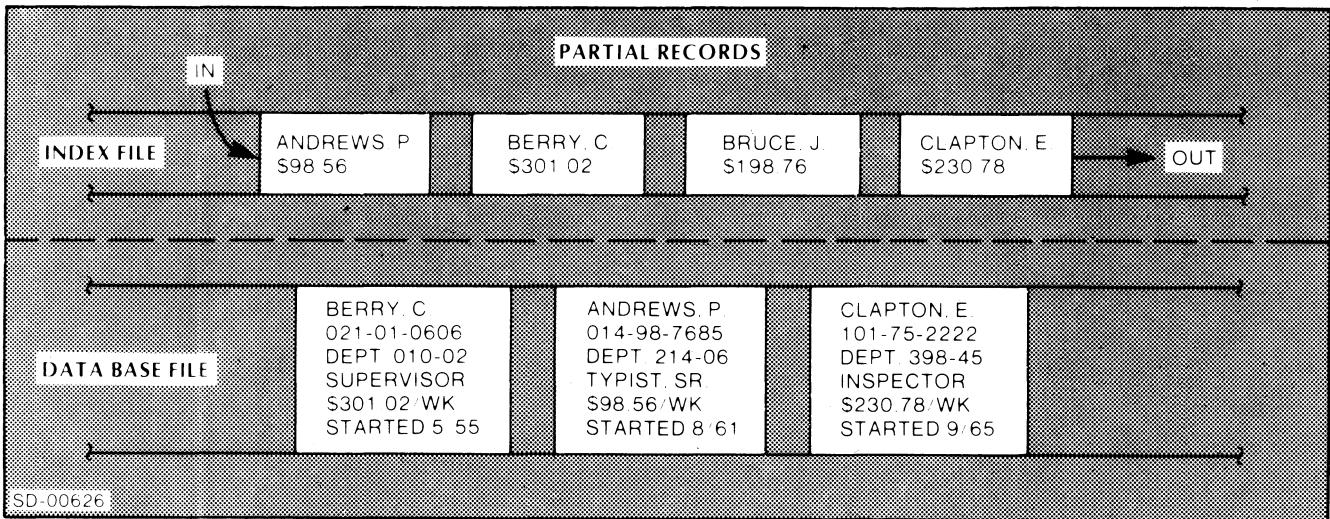 PARTIAL RECORDS
IN
INDEX FILE
ANDREWS P
$98 56
BERRY, C
$301 02
BRUCE, J.
$198.76
CLAPTON, E.
$230 78
OUT
DATA BASE FILE
BERRY, C
021-01-0606
DEPT 010-02
SUPERVISOR
$301 02/WK
STARTED 5 55
ANDREWS, P.
014-98-7685
DEPT. 214-06
TYPIST, SR.
$98.56/WK
STARTED 8/61
CLAPTON, E.
101-75-2222
DEPT. 398-45
INSPECTOR
$230.78/WK
STARTED 9/65
SD-00626